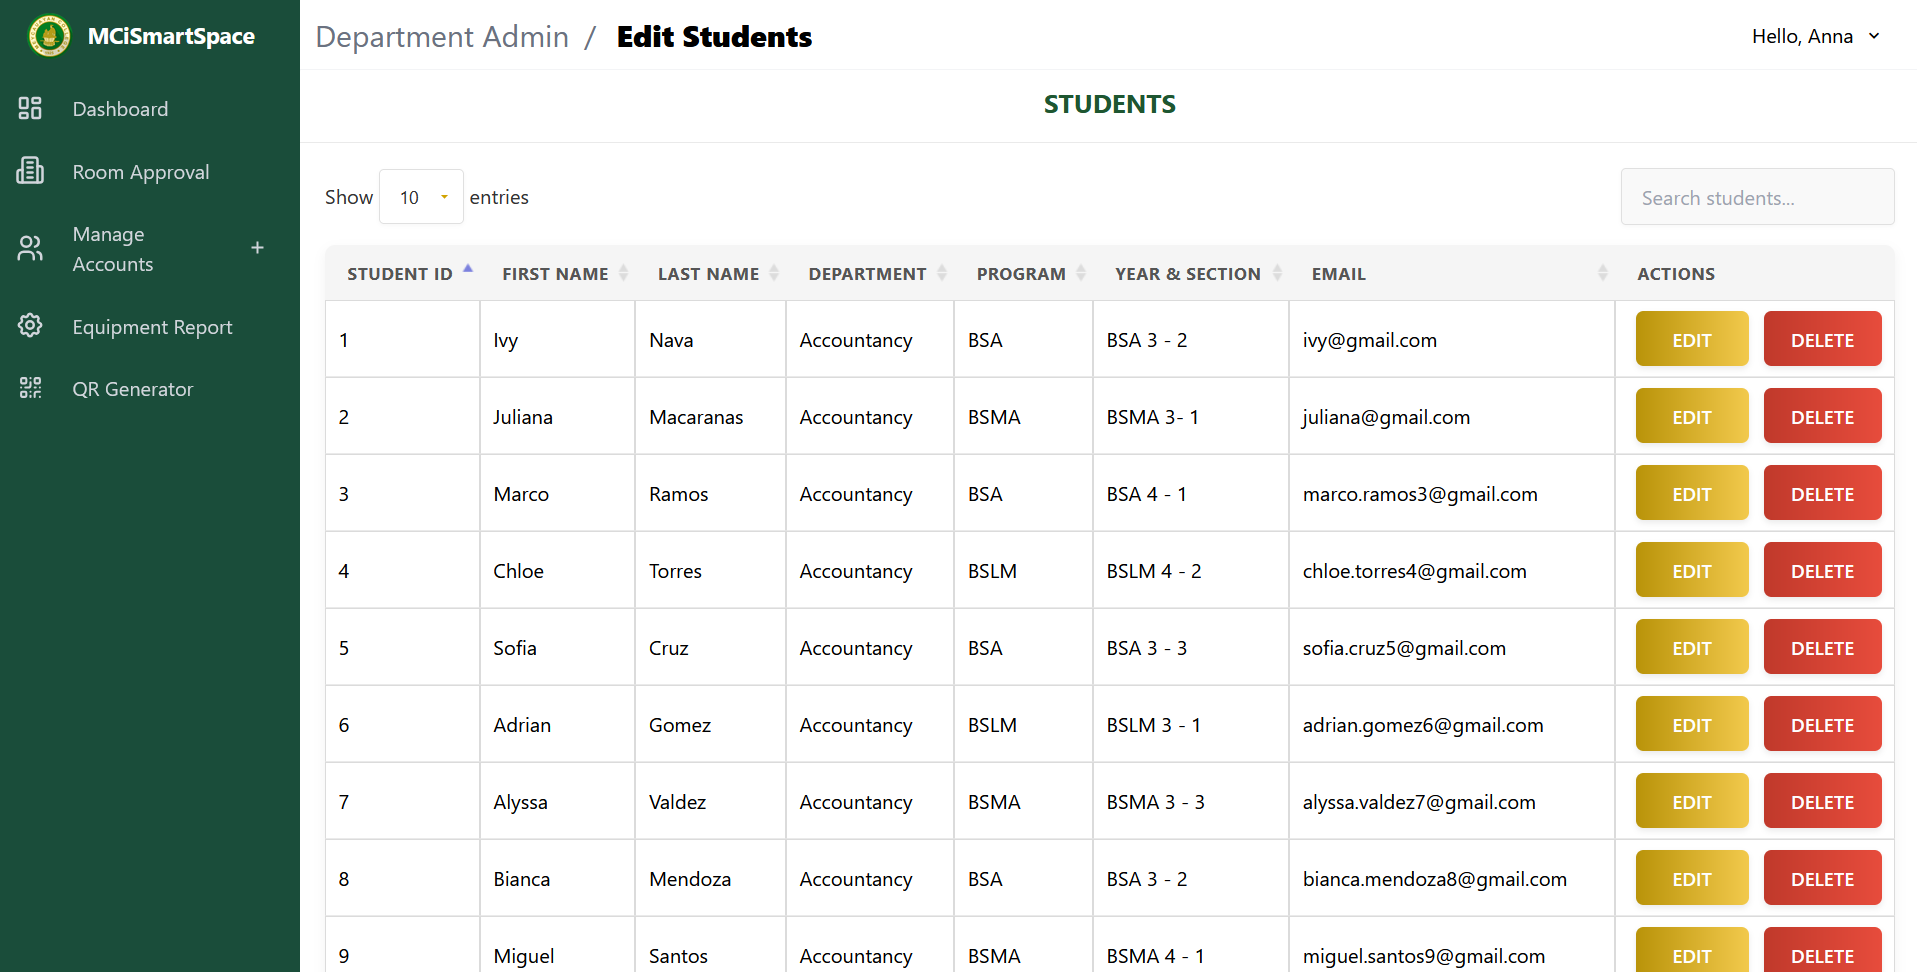 MCiSmartSpace
Department Admin / Edit Students
Hello, Anna
Dashboard
Room Approval
Manage
Accounts
+
Equipment Report
QR Generator
STUDENTS
Show 10 entries
Search students...
STUDENT ID FIRST NAME LAST NAME DEPARTMENT PROGRAM YEAR & SECTION EMAIL ACTIONS
1 Ivy Nava Accountancy BSA BSA 3 - 2 ivy@gmail.com EDIT DELETE
2 Juliana Macaranas Accountancy BSMA BSMA 3- 1 juliana@gmail.com EDIT DELETE
3 Marco Ramos Accountancy BSA BSA 4 - 1 marco.ramos3@gmail.com EDIT DELETE
4 Chloe Torres Accountancy BSLM BSLM 4 - 2 chloe.torres4@gmail.com EDIT DELETE
5 Sofia Cruz Accountancy BSA BSA 3 - 3 sofia.cruz5@gmail.com EDIT DELETE
6 Adrian Gomez Accountancy BSLM BSLM 3 - 1 adrian.gomez6@gmail.com EDIT DELETE
7 Alyssa Valdez Accountancy BSMA BSMA 3 - 3 alyssa.valdez7@gmail.com EDIT DELETE
8 Bianca Mendoza Accountancy BSA BSA 3 - 2 bianca.mendoza8@gmail.com EDIT DELETE
9 Miguel Santos Accountancy BSMA BSMA 4 - 1 miguel.santos9@gmail.com EDIT DELETE